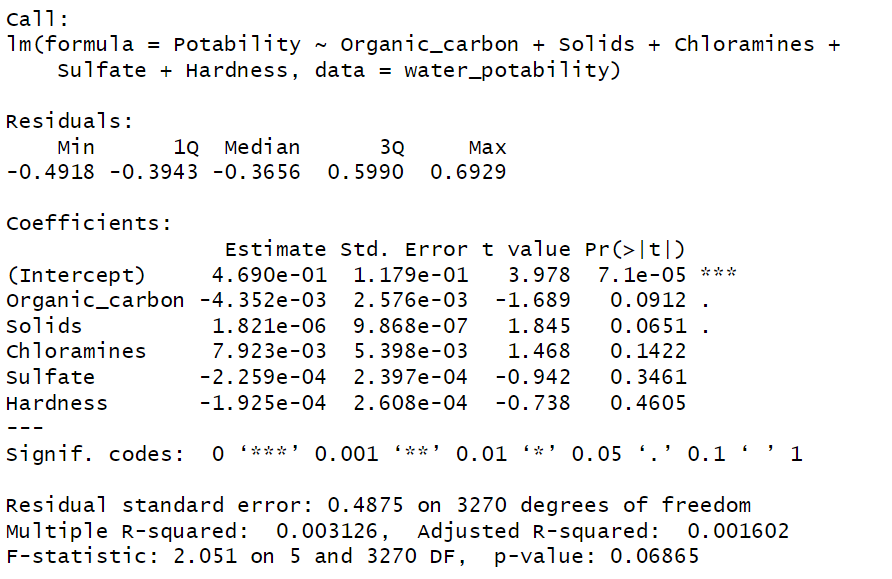 Call:
lm(formula = Potability ~ Organic_carbon + Solids + Chloramines +
    Sulfate + Hardness, data = water_potability)

Residuals:
    Min      1Q  Median      3Q     Max
-0.4918 -0.3943 -0.3656  0.5990  0.6929

Coefficients:
                 Estimate Std. Error t value Pr(>|t|)
(Intercept)     4.690e-01  1.179e-01   3.978  7.1e-05 ***
Organic_carbon -4.352e-03  2.576e-03  -1.689   0.0912 .
Solids          1.821e-06  9.868e-07   1.845   0.0651 .
Chloramines     7.923e-03  5.398e-03   1.468   0.1422
Sulfate        -2.259e-04  2.397e-04  -0.942   0.3461
Hardness       -1.925e-04  2.608e-04  -0.738   0.4605
---
Signif. codes:  0 ‘***’ 0.001 ‘**’ 0.01 ‘*’ 0.05 ‘.’ 0.1 ‘ ’ 1

Residual standard error: 0.4875 on 3270 degrees of freedom
Multiple R-squared:  0.003126,  Adjusted R-squared:  0.001602
F-statistic: 2.051 on 5 and 3270 DF,  p-value: 0.06865